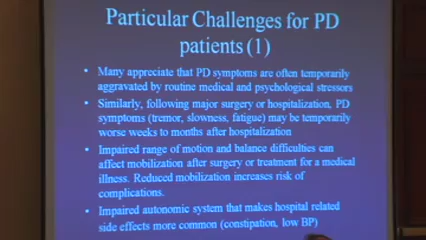 Particular Challenges for PD
patients (1)
• Many appreciate that PD symptoms are often temporarily
aggravated by routine medical and psychological stressors
• Similarly, following major surgery or hospitalization, PD
symptoms (tremor, slowness, fatigue) may be temporarily
worse weeks to months after hospitalization
• Impaired range of motion and balance difficulties can
affect mobilization after surgery or treatment for a medical
illness. Reduced mobilization increases risk of
complications.
• Impaired autonomic system that makes hospital related
side effects more common (constipation, low BP)